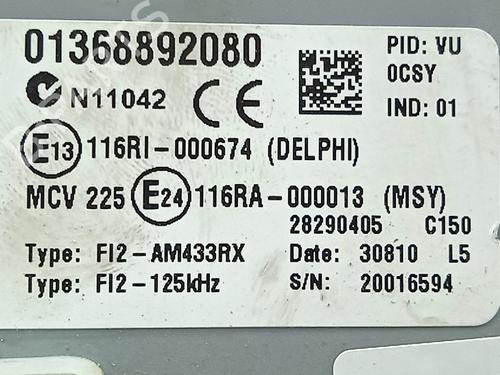 01368892080
PID: VU
0CSY
N11042
CE
IND: 01
E13 116RI-000674 (DELPHI)
MCV 225 E24 116RA-000013 (MSY)
28290405 C150
Type: FI2-AM433RX Date: 30810 L5
Type: FI2-125kHz S/N: 20016594